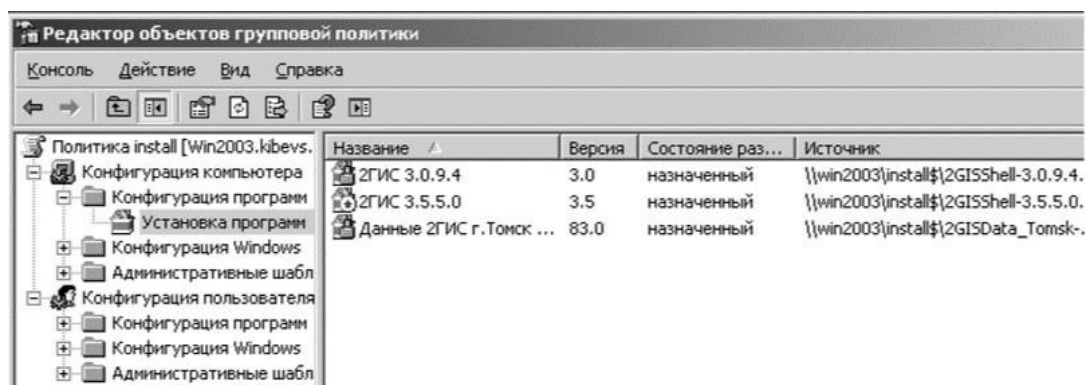 Редактор объектов групповой политики
Консоль Действие Вид Справка
Политика install [Win2003.kibevs.
Конфигурация компьютера
Конфигурация программ
Установка программ
Конфигурация Windows
Административные шабл
Конфигурация пользователя
Конфигурация программ
Конфигурация Windows
Административные шабл
Название Версия Состояние раз... Источник
2ГИС 3.0.9.4 3.0 назначенный \\win2003\install$\2GISShell-3.0.9.4.
2ГИС 3.5.5.0 3.5 назначенный \\win2003\install$\2GISShell-3.5.5.0.
Данные 2ГИС г.Томск ... 83.0 назначенный \\win2003\install$\2GISData_Tomsk-.